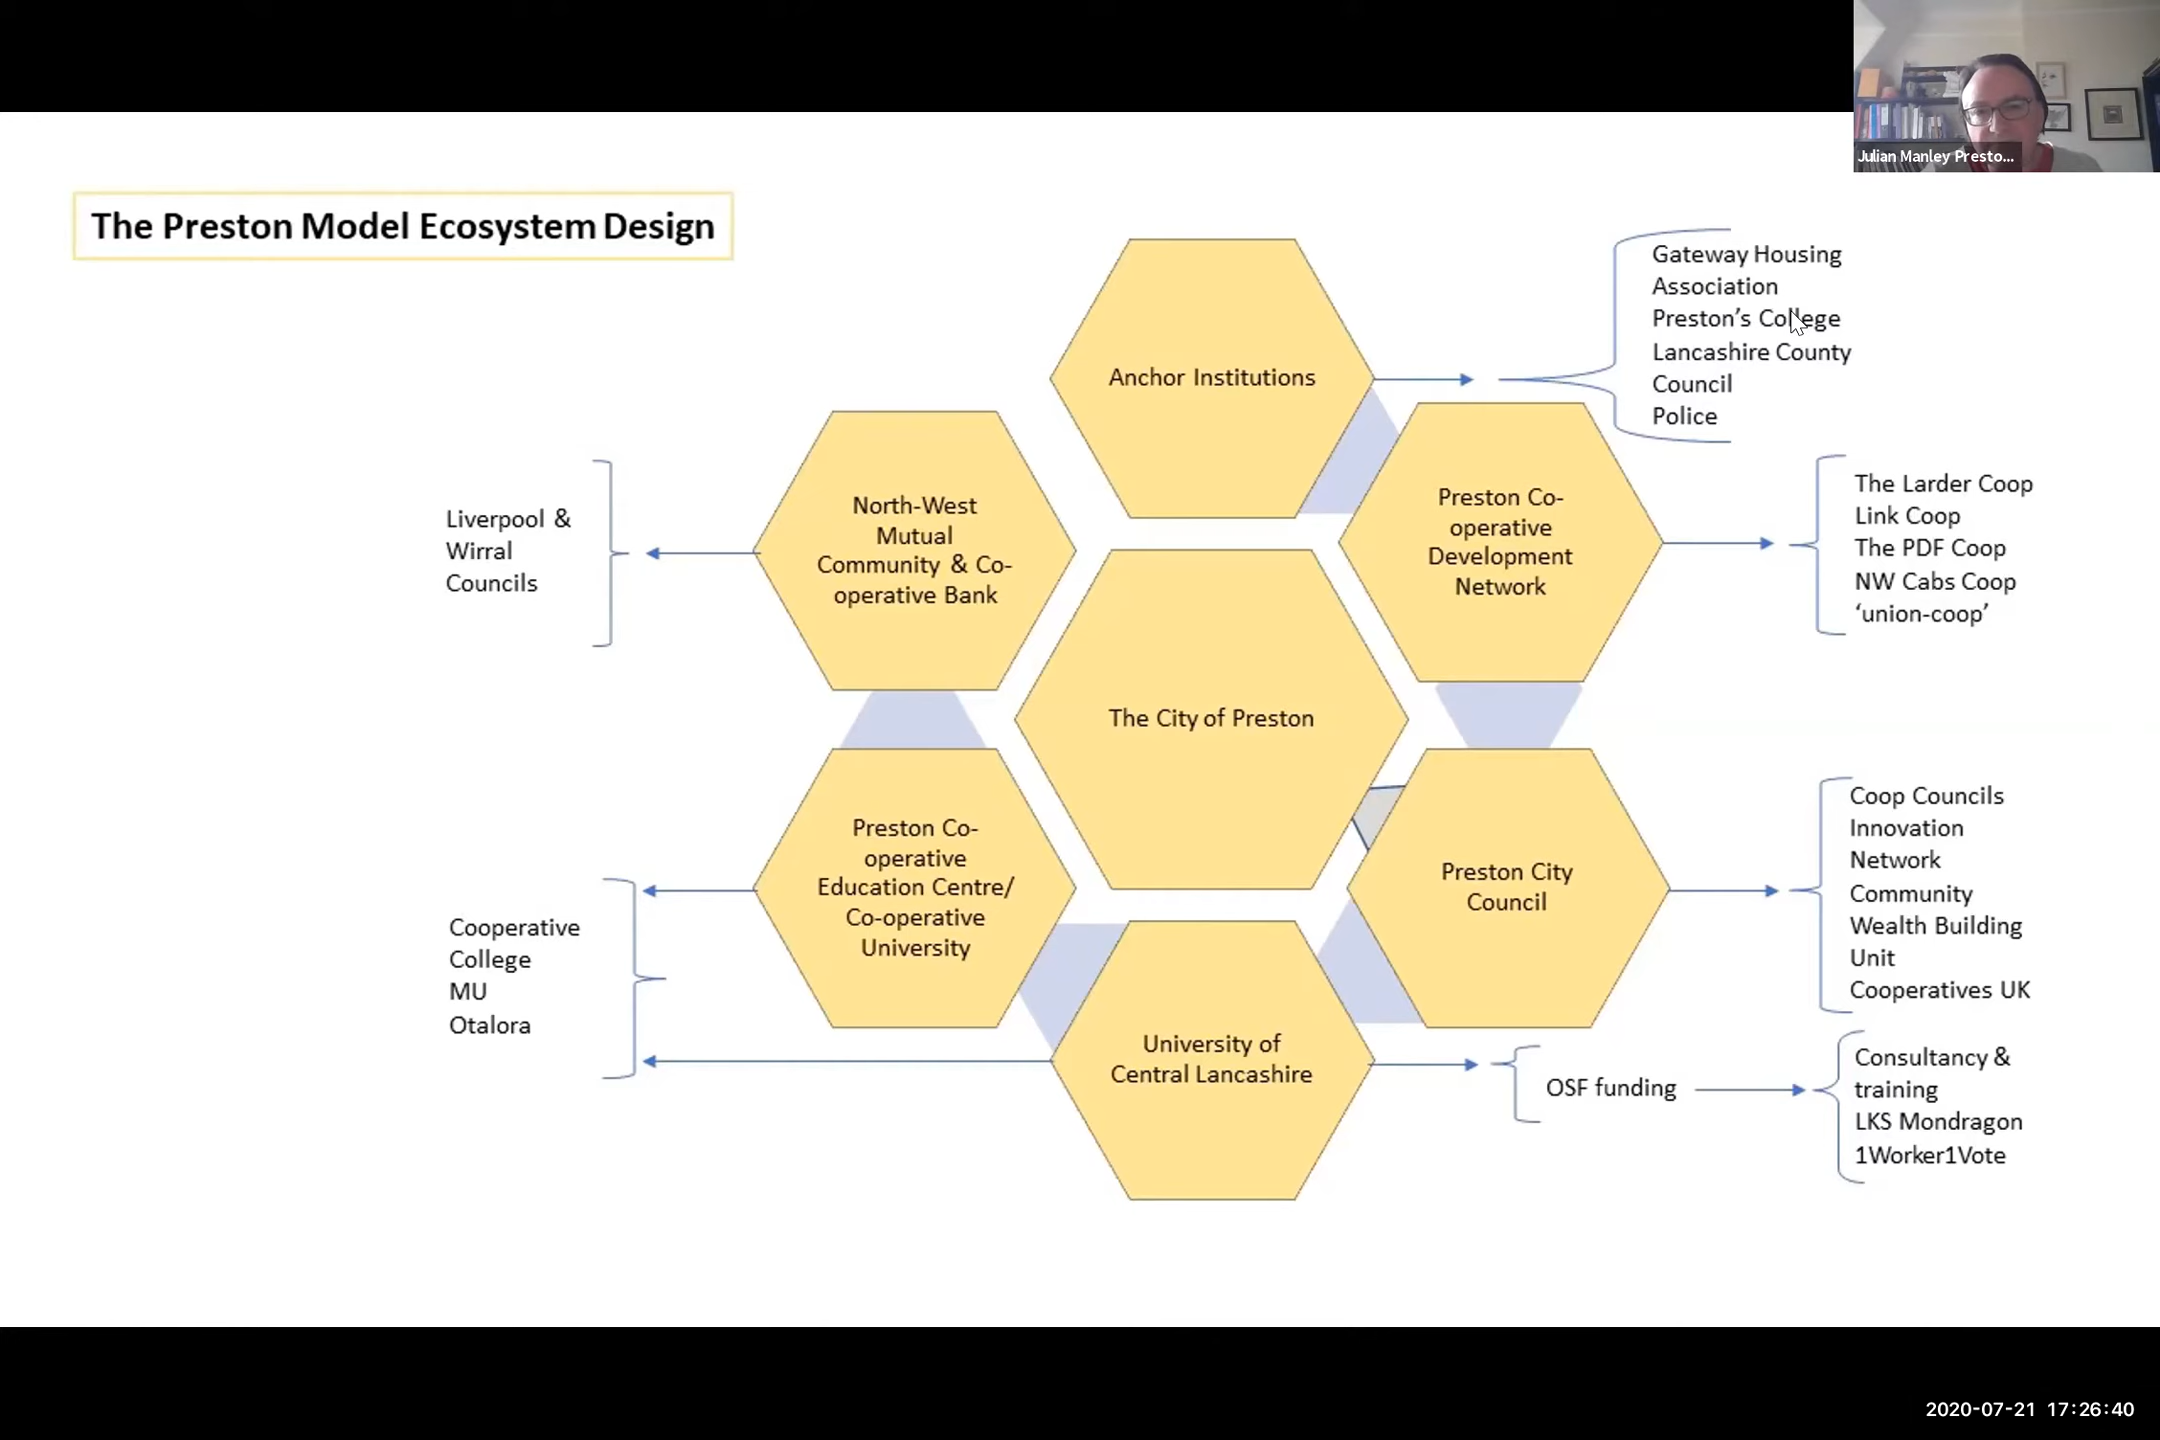 Julian Manley Presto...
The Preston Model Ecosystem Design
Anchor Institutions
Gateway Housing
Association
Preston's College
Lancashire County
Council
Police
North-West
Mutual
Community & Co-
operative Bank
Liverpool &
Wirral
Councils
Preston Co-
operative
Development
Network
The Larder Coop
Link Coop
The PDF Coop
NW Cabs Coop
‘union-coop’
The City of Preston
Preston Co-
operative
Education Centre/
Co-operative
University
Cooperative
College
MU
Otalora
Preston City
Council
Coop Councils
Innovation
Network
Community
Wealth Building
Unit
Cooperatives UK
University of
Central Lancashire
OSF funding
Consultancy &
training
LKS Mondragon
1Worker1Vote
2020-07-21 17:26:40